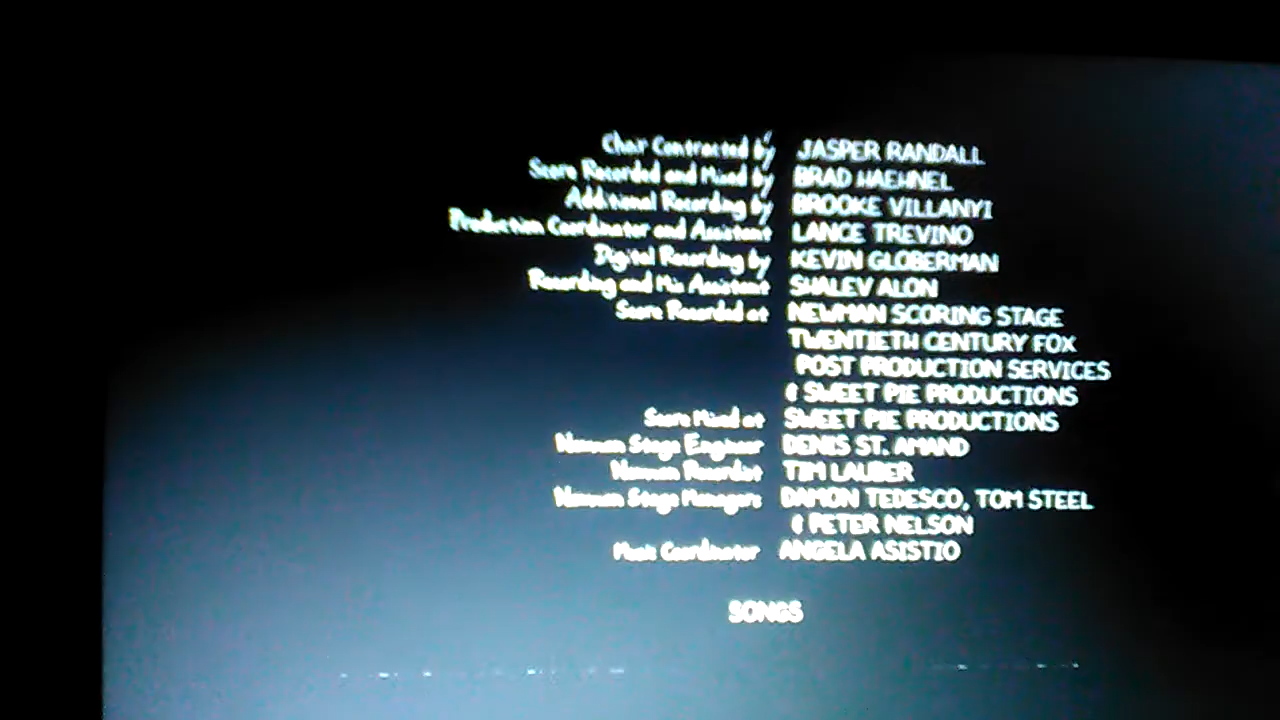 Choir Contracted by JASPER RANDALL
Score Recorded and Mixed by BRAD HAEHNEL
Additional Recording by BROOKE VILLANYI
Production Coordinator and Assistant LANCE TREVINO
Digital Recording by KEVIN GLOBERMAN
Recording and Mix Assistant SHALEV ALON
Score Recorded at NEWMAN SCORING STAGE
TWENTIETH CENTURY FOX
POST PRODUCTION SERVICES
& SWEET PIE PRODUCTIONS
Score Mixed at SWEET PIE PRODUCTIONS
Newman Stage Engineer DENIS ST. AMAND
Newman Recordist TIM LAUBER
Newman Stage Managers DAMON TEDESCO, TOM STEEL
& PETER NELSON
Music Coordinator ANGELA ASISTIO
SONGS